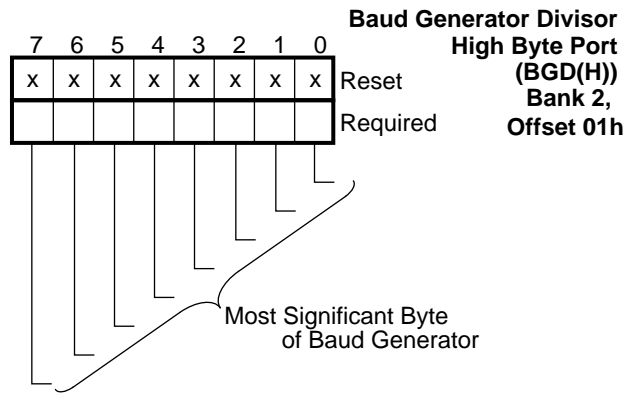 Baud Generator Divisor
High Byte Port
(BGD(H))
Bank 2,
Offset 01h
7 6 5 4 3 2 1 0
x x x x x x x x Reset
Required
Most Significant Byte
of Baud Generator